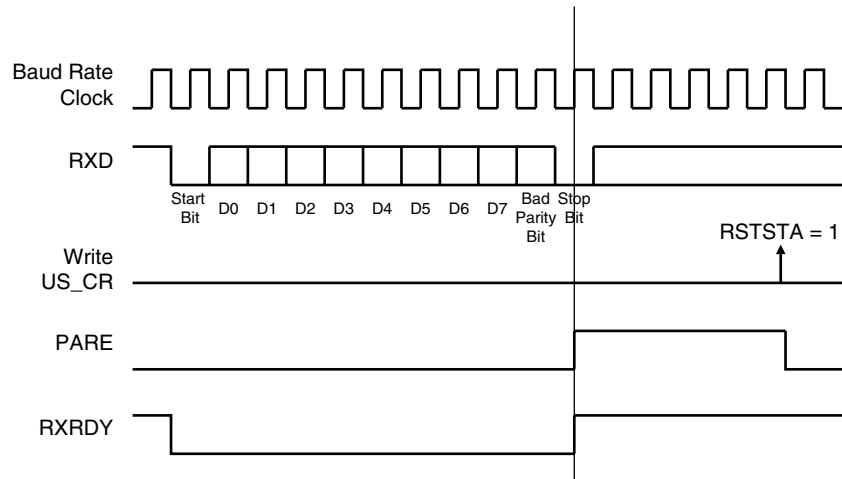 Baud Rate
Clock
RXD
Start
Bit
D0 D1 D2 D3 D4 D5 D6 D7
Bad
Parity
Bit
Stop
Bit
RSTSTA = 1
Write
US_CR
PARE
RXRDY